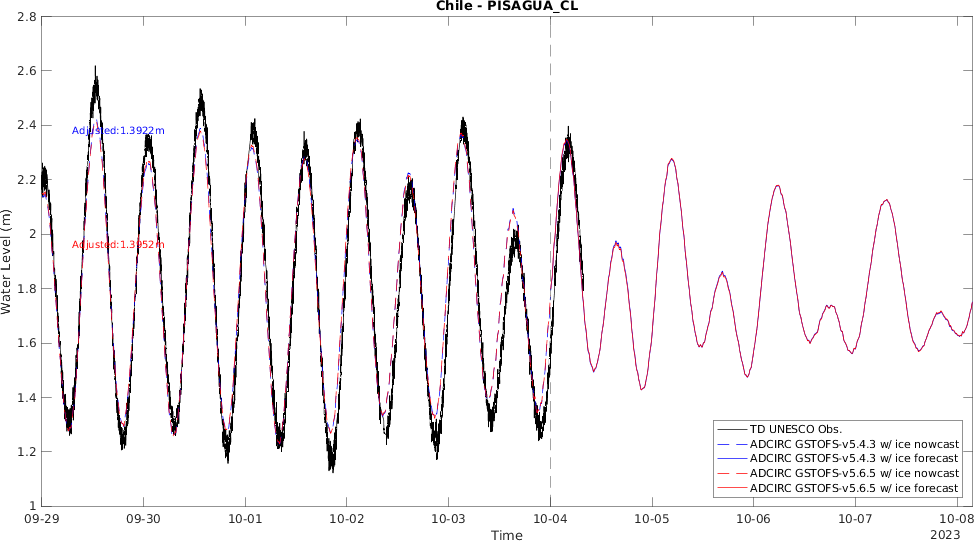 Chile - PISAGUA_CL
2.8
2.6
2.4
2.2
2
1.8
1.6
1.4
1.2
1
Water Level (m)
Adjusted:1.3922m
Adjusted:1.3952m
TD UNESCO Obs.
ADCIRC GSTOFS-v5.4.3 w/ ice nowcast
ADCIRC GSTOFS-v5.4.3 w/ ice forecast
ADCIRC GSTOFS-v5.6.5 w/ ice nowcast
ADCIRC GSTOFS-v5.6.5 w/ ice forecast
09-29 09-30 10-01 10-02 10-03 10-04 10-05 10-06 10-07 10-08
Time
2023